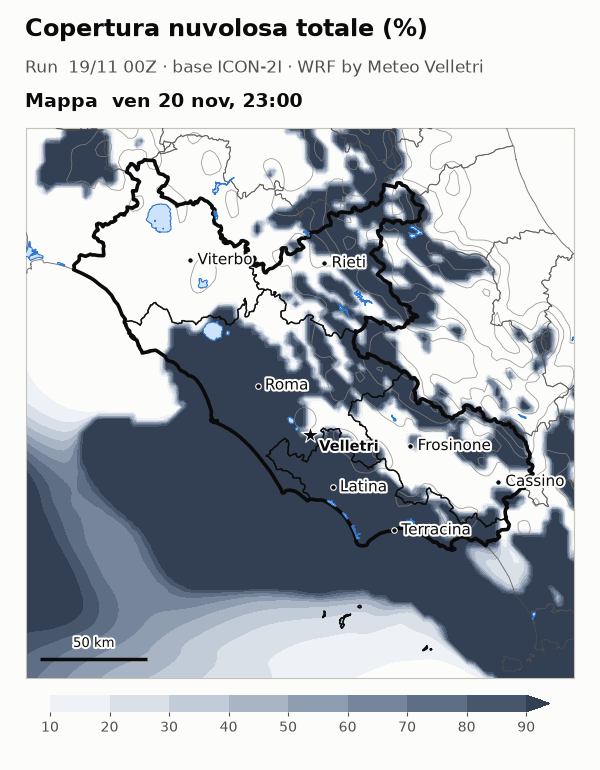 Copertura nuvolosa totale (%)
Run 19/11 00Z · base ICON-2I · WRF by Meteo Velletri
Mappa ven 20 nov, 23:00
Viterbo
Rieti
Roma
Velletri
Frosinone
Latina
Cassino
Terracina
50 km
10 20 30 40 50 60 70 80 90